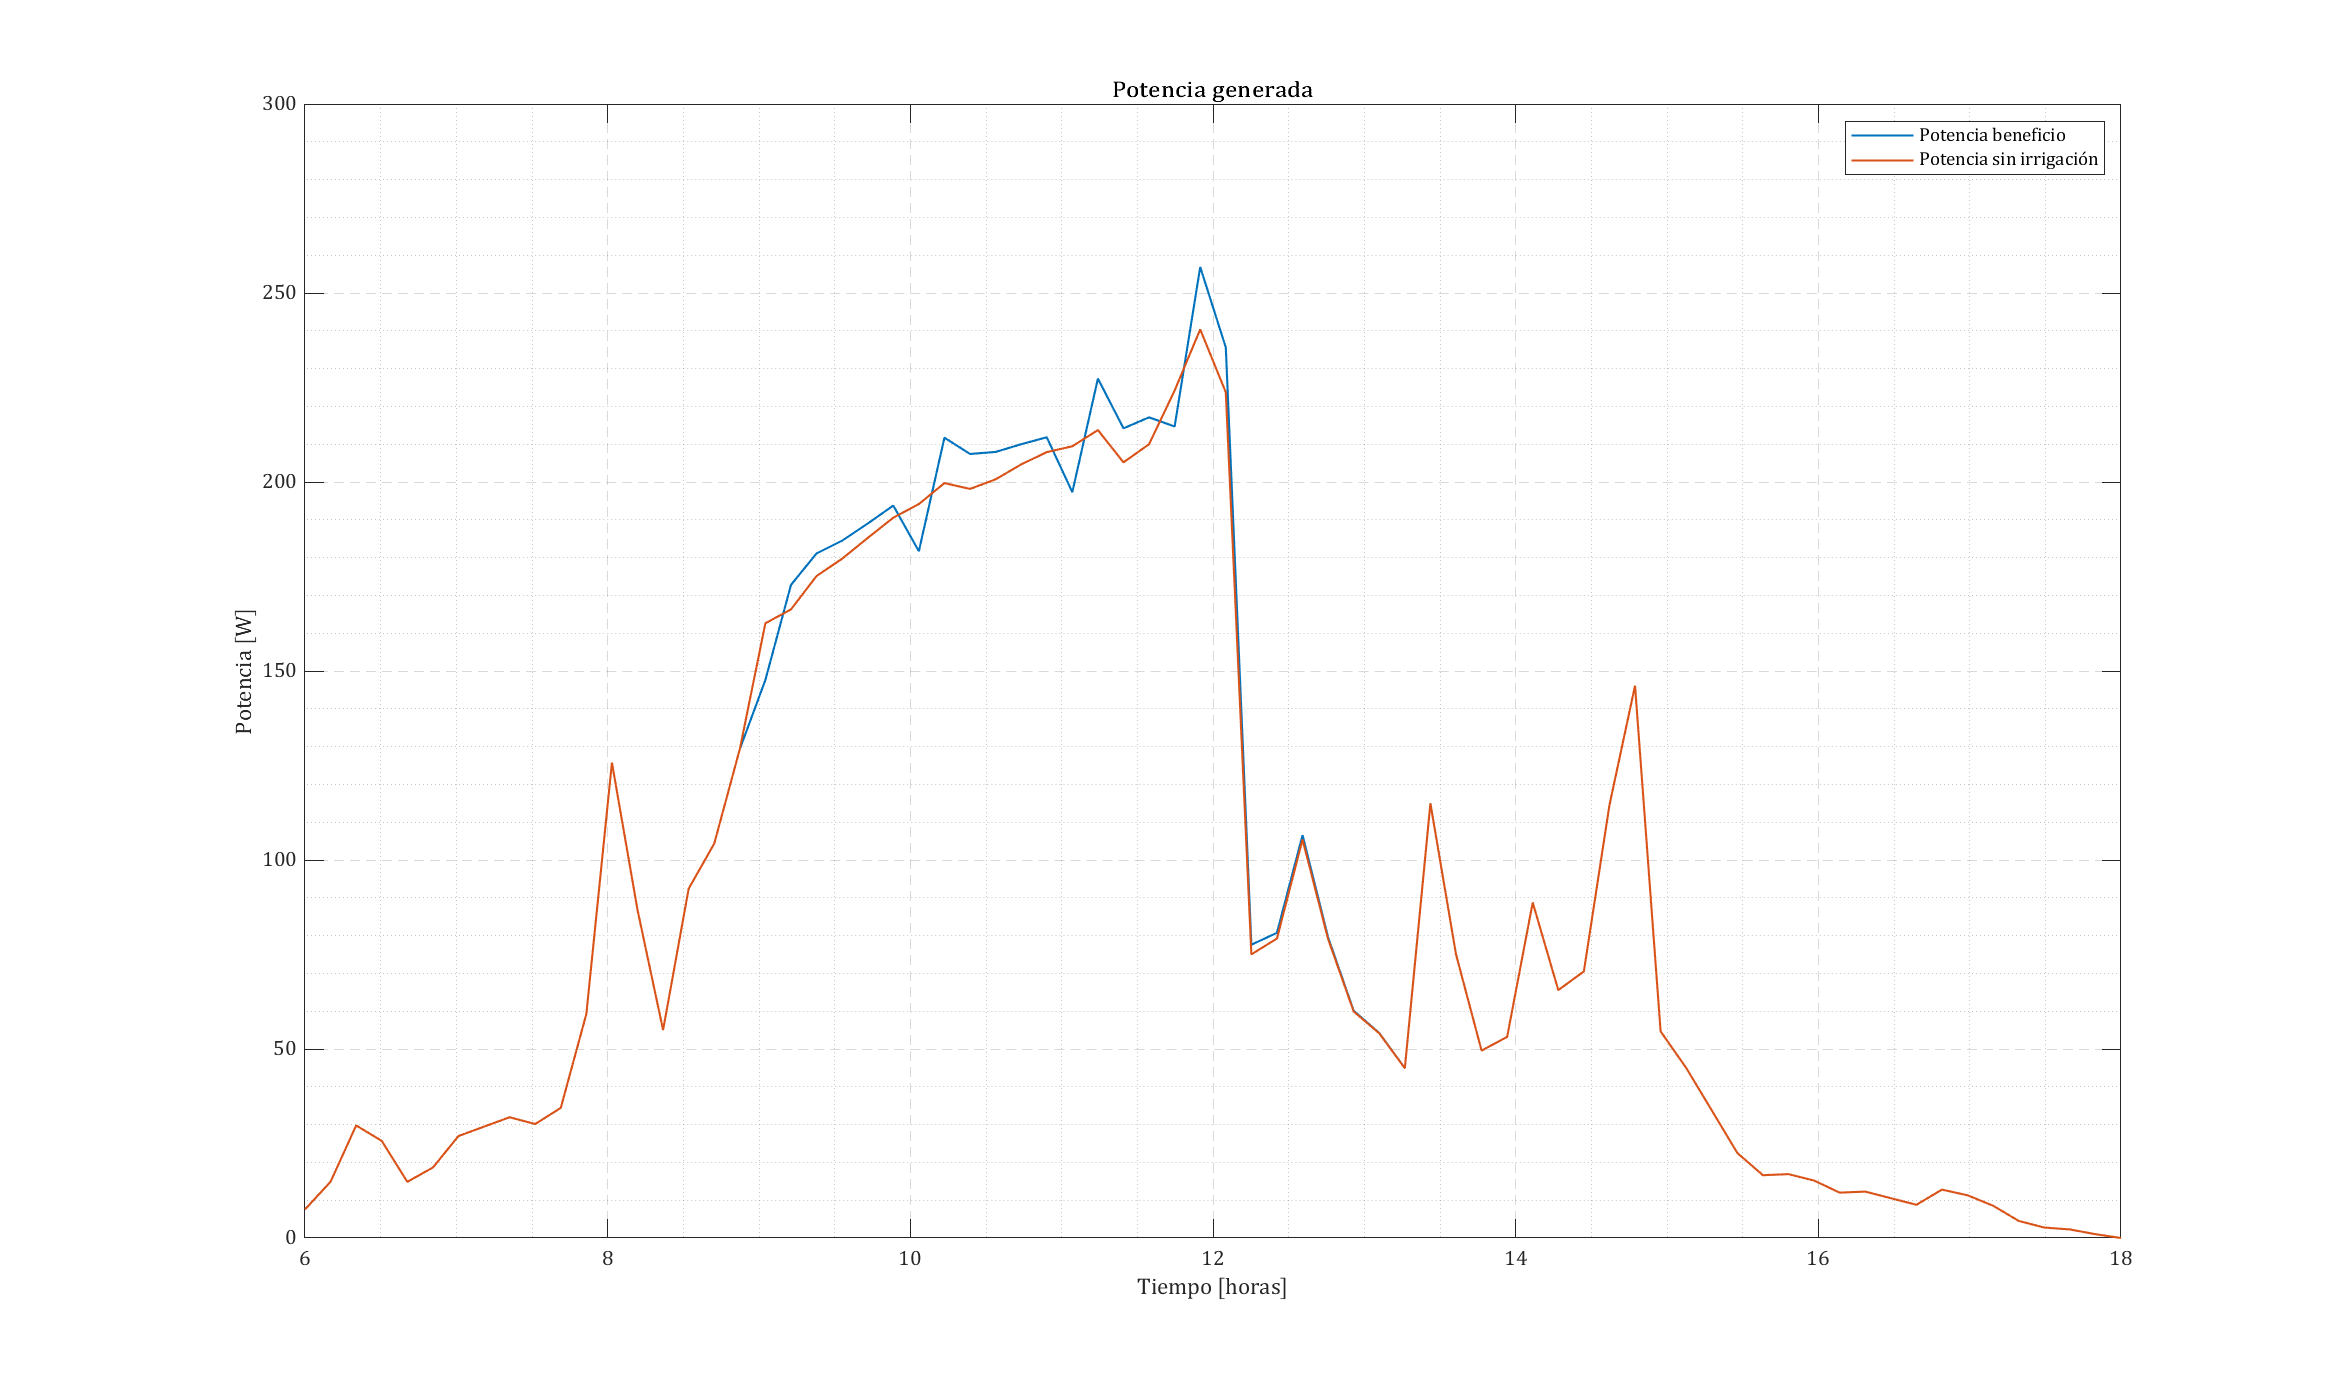 Potencia generada
Potencia beneficio
Potencia sin irrigación
300
250
200
150
100
50
0
Potencia [W]
6
8
10
12
14
16
18
Tiempo [horas]